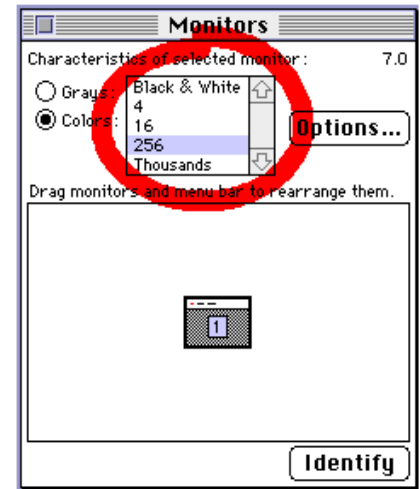 Monitors
Characteristics of selected monitor: 7.0
Grays:
Colors:
Black & White
4
16
256
Thousands
Options...
Drag monitors and menu bar to rearrange them.
1
Identify